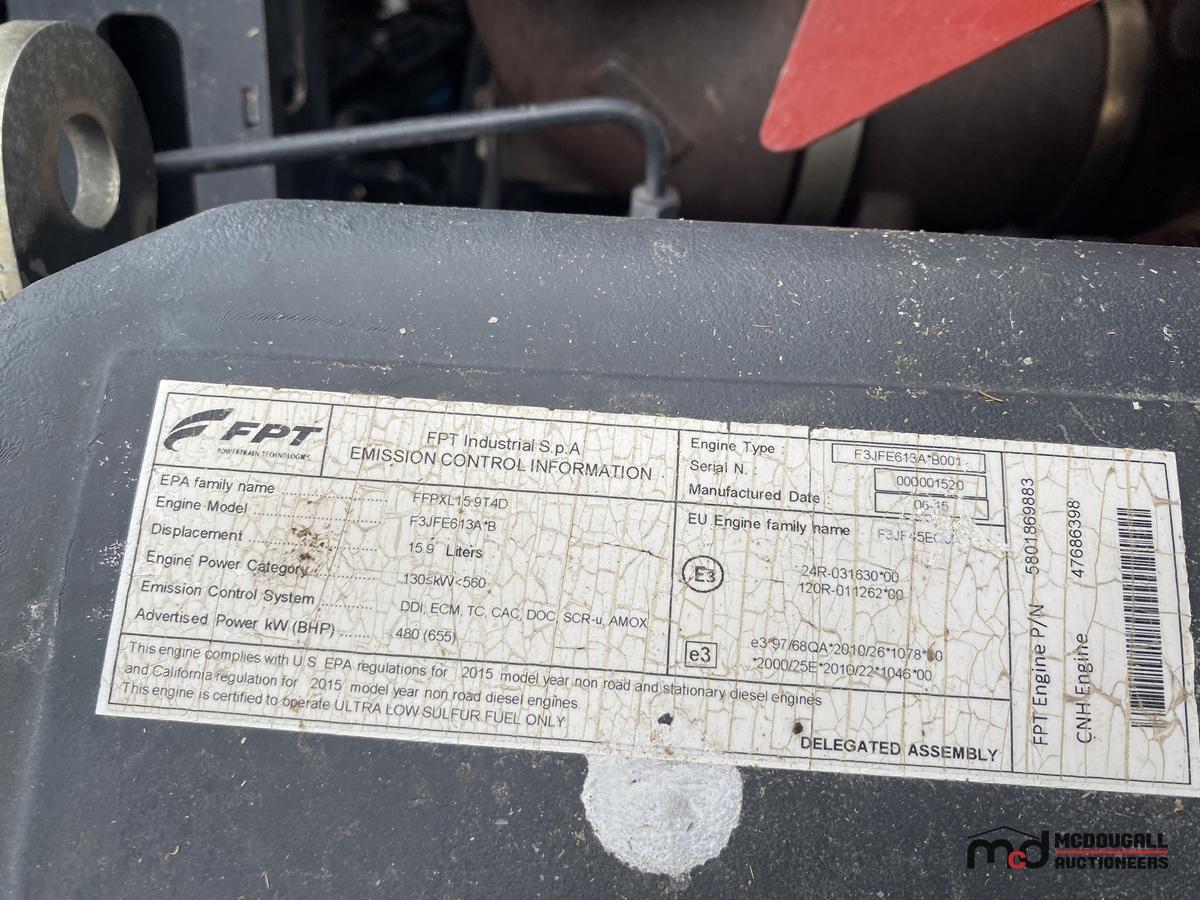 FPT
POWERTRAIN TECHNOLOGIES
FPT Industrial S.p.A
EMISSION CONTROL INFORMATION
EPA family name .......... FFPXL15.9T4D
Engine Model .......... F3JFE613A*B
Displacement .......... 15.9 Liters
Engine Power Category .......... 130≤kW<560
Emission Control System .......... DDI, ECM, TC, CAC, DOC, SCR-u, AMOX
Advertised Power kW (BHP) ....... 480 (655)
This engine complies with U.S. EPA regulations for 2015 model year non road and stationary diesel engines
and California regulation for 2015 model year non road diesel engines
This engine is certified to operate ULTRA LOW SULFUR FUEL ONLY
Engine Type : F3JFE613A*B001
Serial N. : 000001520
Manufactured Date : 06-15
EU Engine family name
E3
24R-031630*00
120R-011262*00
e3
e3*97/68QA*2010/26*1078*00
*2000/25E*2010/22*1046*00
DELEGATED ASSEMBLY
FPT Engine P/N 5801869883
CNH Engine 47686398
mcd MCDOUGALL
AUCTIONEERS